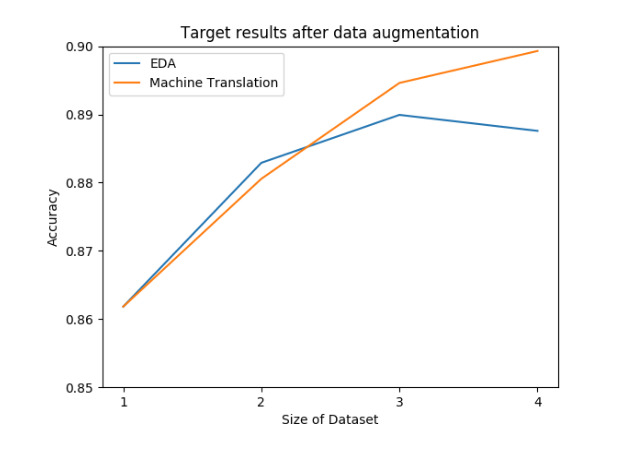 Target results after data augmentation
EDA
Machine Translation
0.90
0.89
0.88
0.87
0.86
0.85
Accuracy
1 2 3 4
Size of Dataset